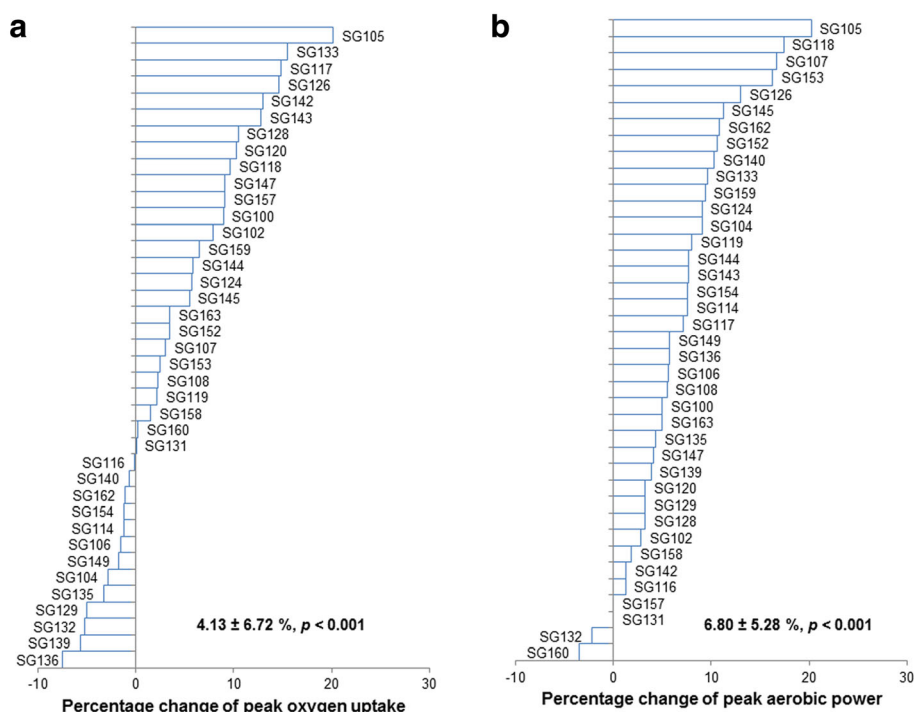 a
SG105
SG133
SG117
SG126
SG142
SG143
SG128
SG120
SG118
SG147
SG157
SG100
SG102
SG159
SG144
SG124
SG145
SG163
SG152
SG107
SG153
SG108
SG119
SG158
SG160
SG131
SG116
SG140
SG162
SG154
SG114
SG106
SG149
SG104
SG135
SG129
SG132
SG139
SG136
4.13 ± 6.72 %, p < 0.001
-10 0 10 20 30
Percentage change of peak oxygen uptake
b
SG105
SG118
SG107
SG153
SG126
SG145
SG162
SG152
SG140
SG133
SG159
SG124
SG104
SG119
SG144
SG143
SG154
SG114
SG117
SG149
SG136
SG106
SG108
SG100
SG163
SG135
SG147
SG139
SG120
SG129
SG128
SG102
SG158
SG142
SG116
SG157
SG131
SG132
SG160
6.80 ± 5.28 %, p < 0.001
-10 0 10 20 30
Percentage change of peak aerobic power